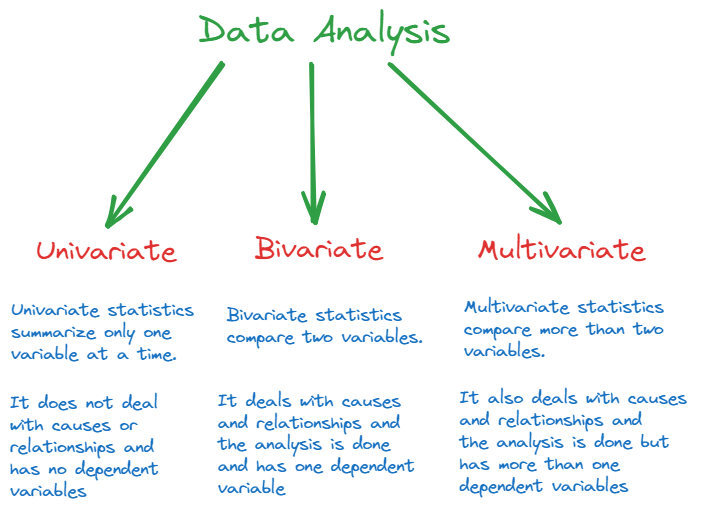 Data Analysis
Univariate
Bivariate
Multivariate
Univariate statistics
summarize only one
variable at a time.
It does not deal
with causes or
relationships and
has no dependent
variables
Bivariate statistics
compare two variables.
It deals with causes
and relationships and
the analysis is done
and has one dependent
variable
Multivariate statistics
compare more than two
variables.
It also deals with causes
and relationships and
the analysis is done but
has more than one
dependent variables